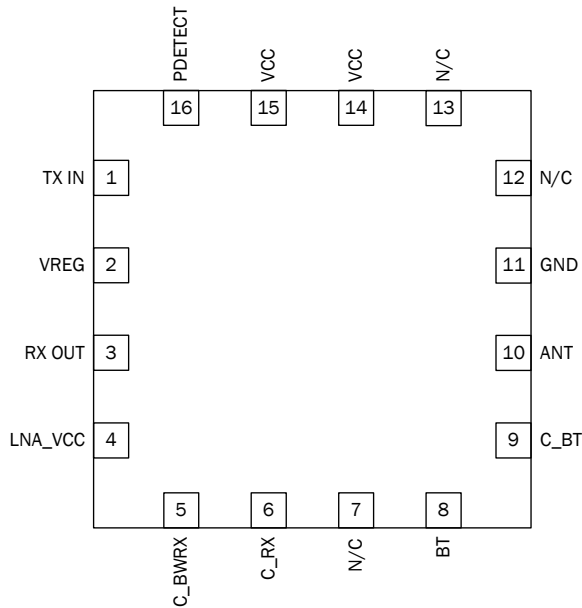 PDETECT
VCC
VCC
N/C
16
15
14
13
TX IN
1
12
N/C
VREG
2
11
GND
RX OUT
3
10
ANT
LNA_VCC
4
9
C_BT
5
6
7
8
C_BWRX
C_RX
N/C
BT